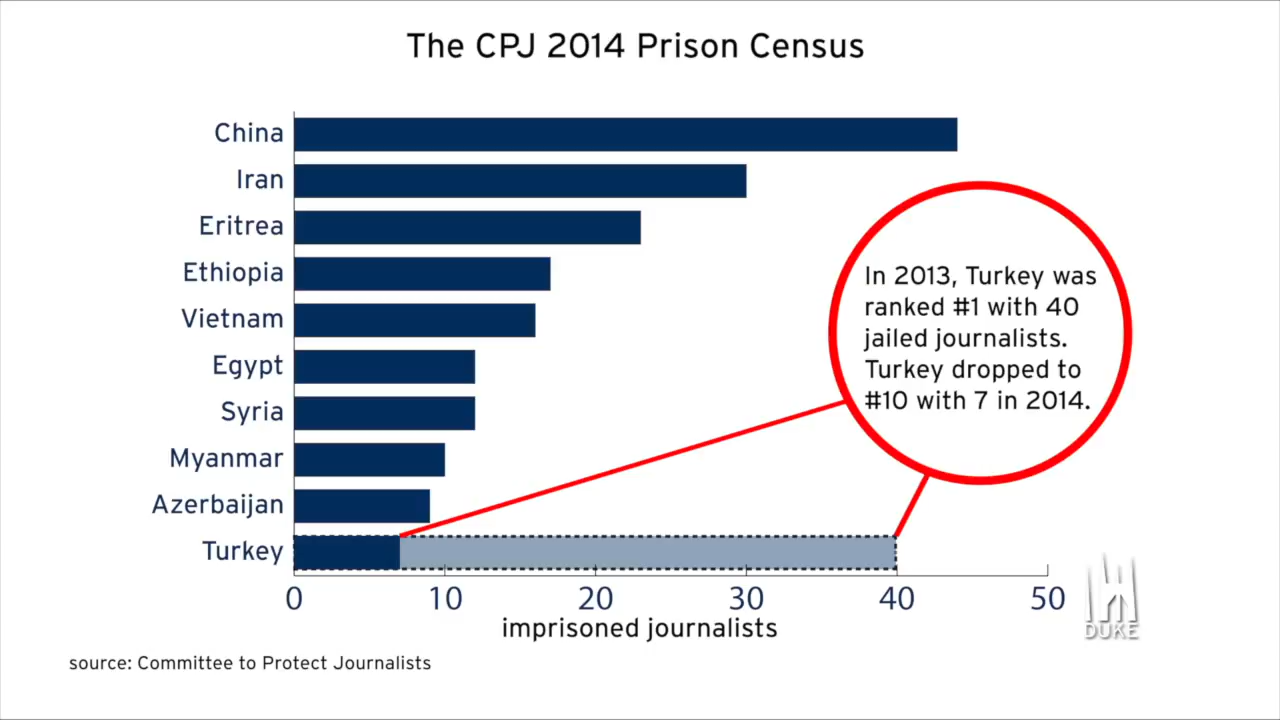 The CPJ 2014 Prison Census
China
Iran
Eritrea
Ethiopia
Vietnam
Egypt
Syria
Myanmar
Azerbaijan
Turkey
In 2013, Turkey was
ranked #1 with 40
jailed journalists.
Turkey dropped to
#10 with 7 in 2014.
0 10 20 30 40 50
imprisoned journalists
DUKE
source: Committee to Protect Journalists